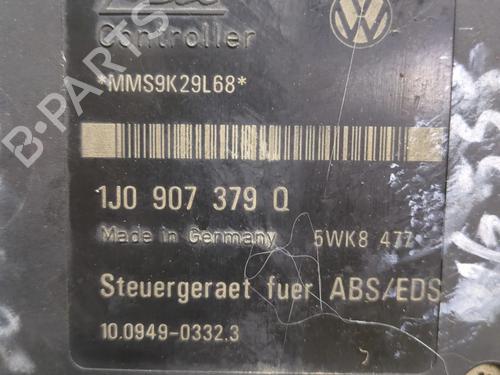 Controller
*MMS9K29L68*
1J0 907 379 Q
Made in Germany 5WK8 477
Steuergeraet fuer ABS/EDS
10.0949-0332.3
B-PARTS